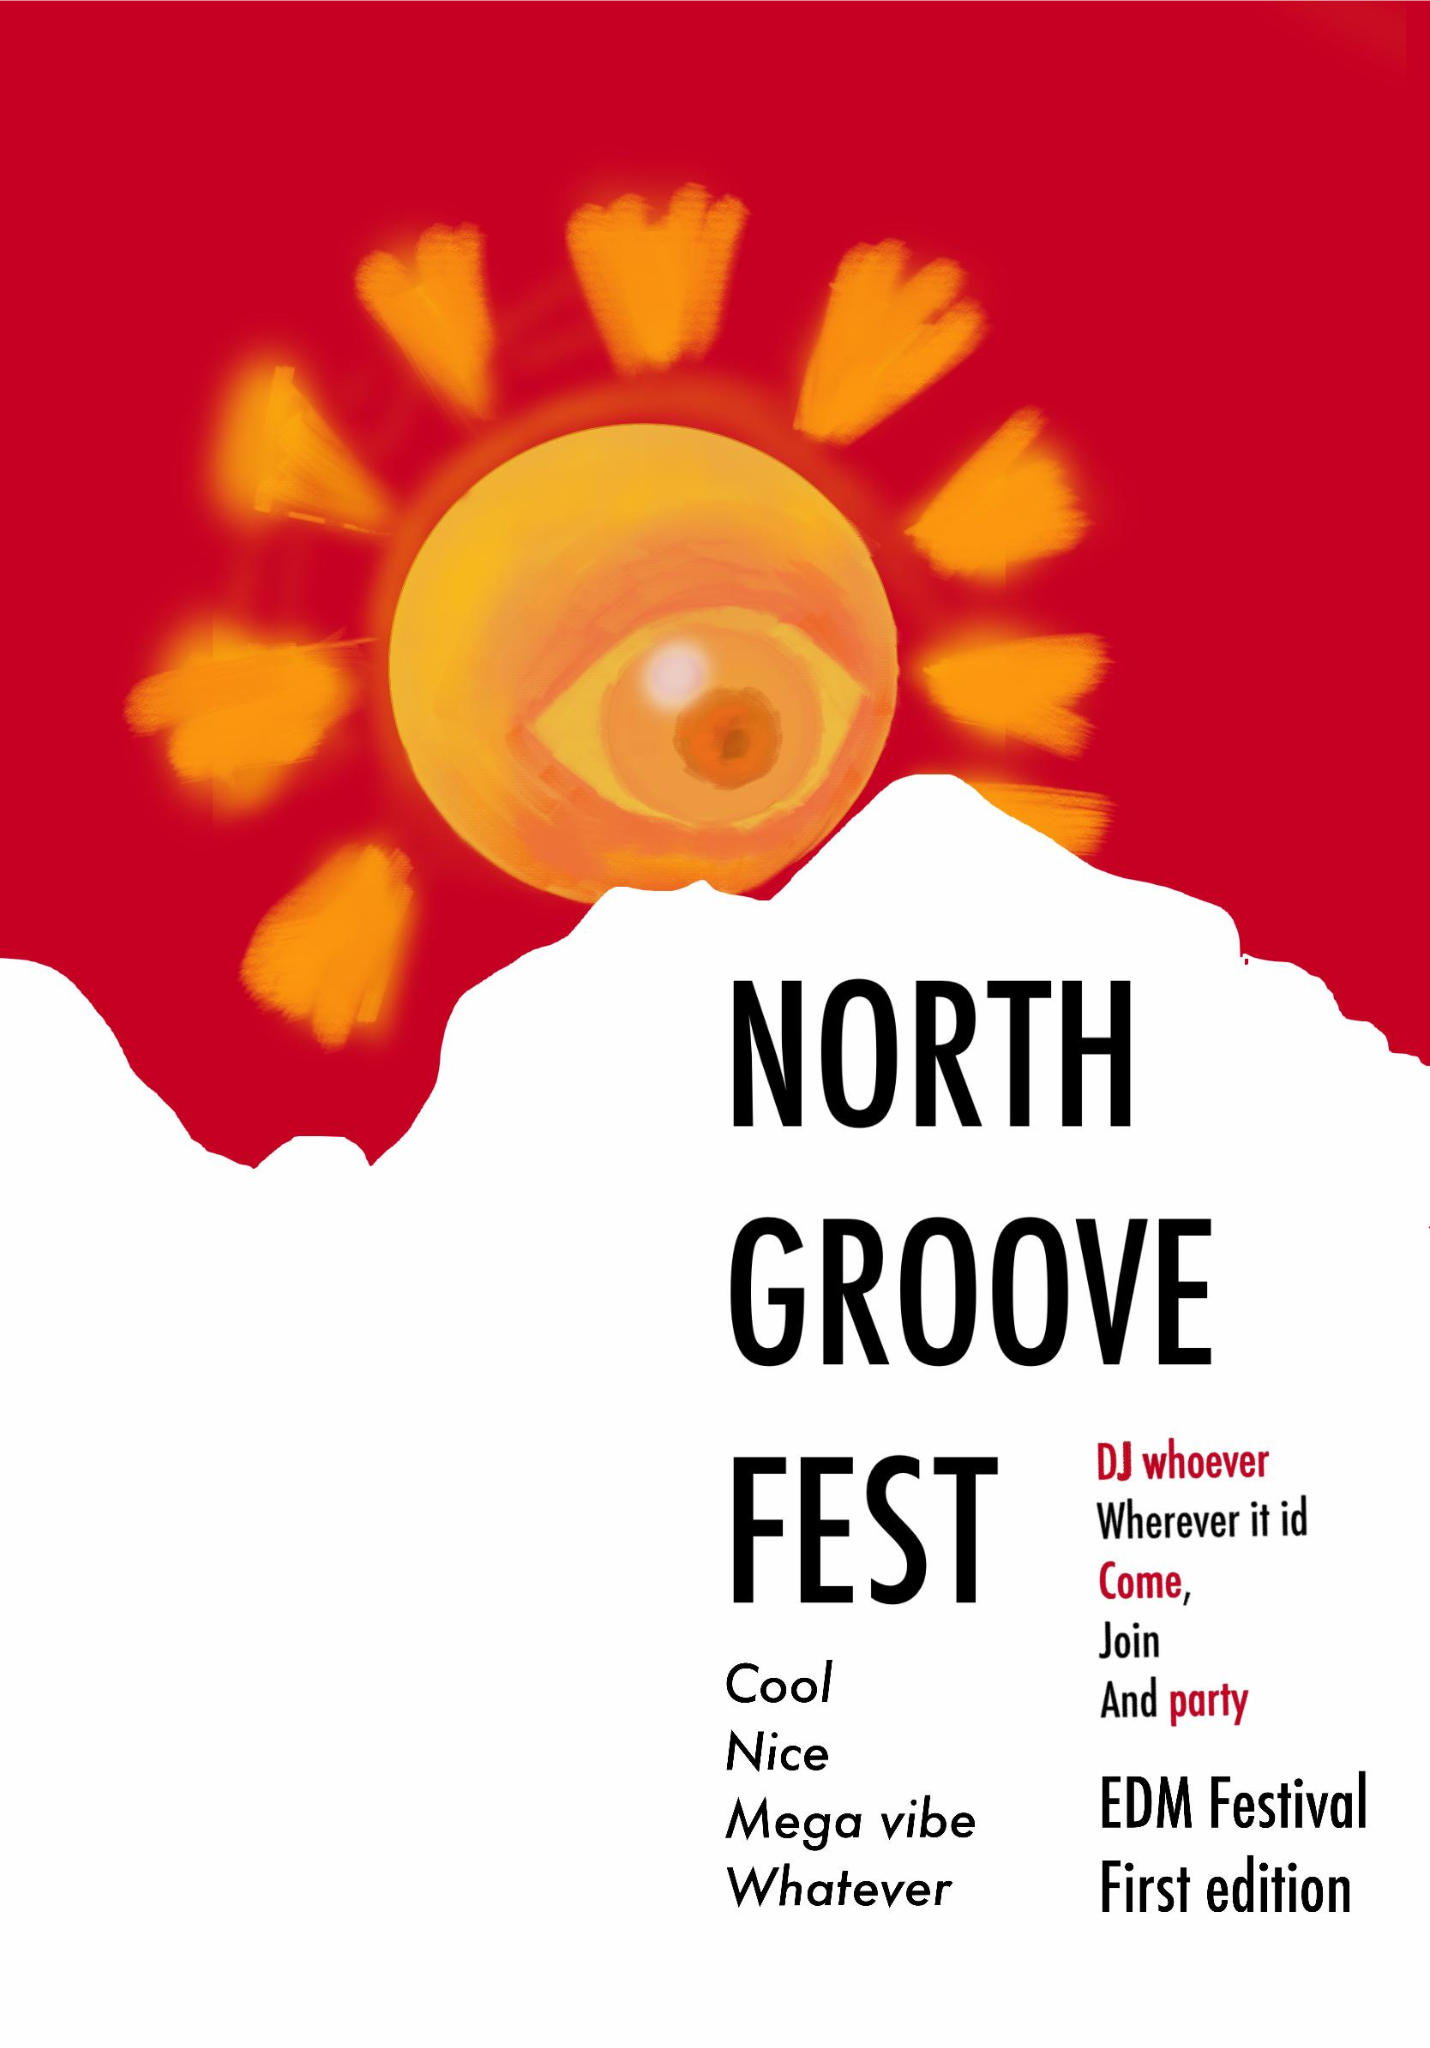 NORTH
GROOVE
FEST
Cool
Nice
Mega vibe
Whatever
DJ whoever
Wherever it id
Come,
Join
And party
EDM Festival
First edition